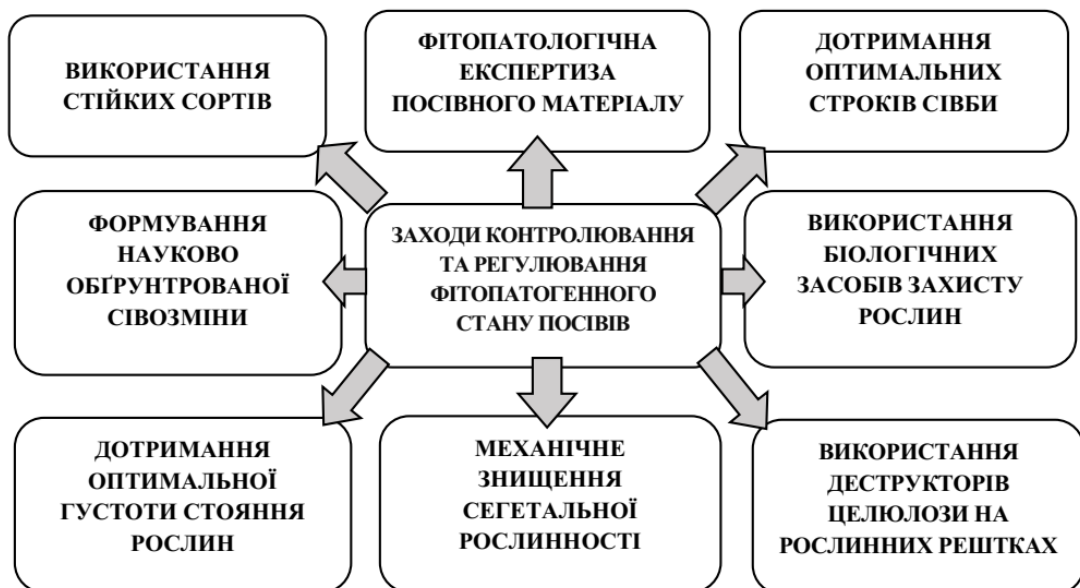 ВИКОРИСТАННЯ
СТІЙКИХ СОРТІВ
ФІТОПАТОЛОГІЧНА
ЕКСПЕРТИЗА
ПОСІВНОГО МАТЕРІАЛУ
ДОТРИМАННЯ
ОПТИМАЛЬНИХ
СТРОКІВ СІВБИ
ФОРМУВАННЯ
НАУКОВО
ОБҐРУНТРОВАНОЇ
СІВОЗМІНИ
ЗАХОДИ КОНТРОЛЮВАННЯ
ТА РЕГУЛЮВАННЯ
ФІТОПАТОГЕННОГО
СТАНУ ПОСІВІВ
ВИКОРИСТАННЯ
БІОЛОГІЧНИХ
ЗАСОБІВ ЗАХИСТУ
РОСЛИН
ДОТРИМАННЯ
ОПТИМАЛЬНОЇ
ГУСТОТИ СТОЯННЯ
РОСЛИН
МЕХАНІЧНЕ
ЗНИЩЕННЯ
СЕГЕТАЛЬНОЇ
РОСЛИННОСТІ
ВИКОРИСТАННЯ
ДЕСТРУКТОРІВ
ЦЕЛЮЛОЗИ НА
РОСЛИННИХ РЕШТКАХ